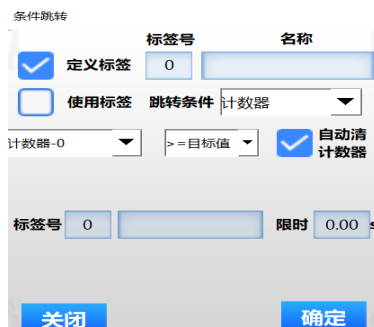 条件跳转
标签号 名称
定义标签 0
使用标签 跳转条件 计数器
计数器-0 >=目标值 自动清计数器
标签号 0 限时 0.00 s
关闭 确定